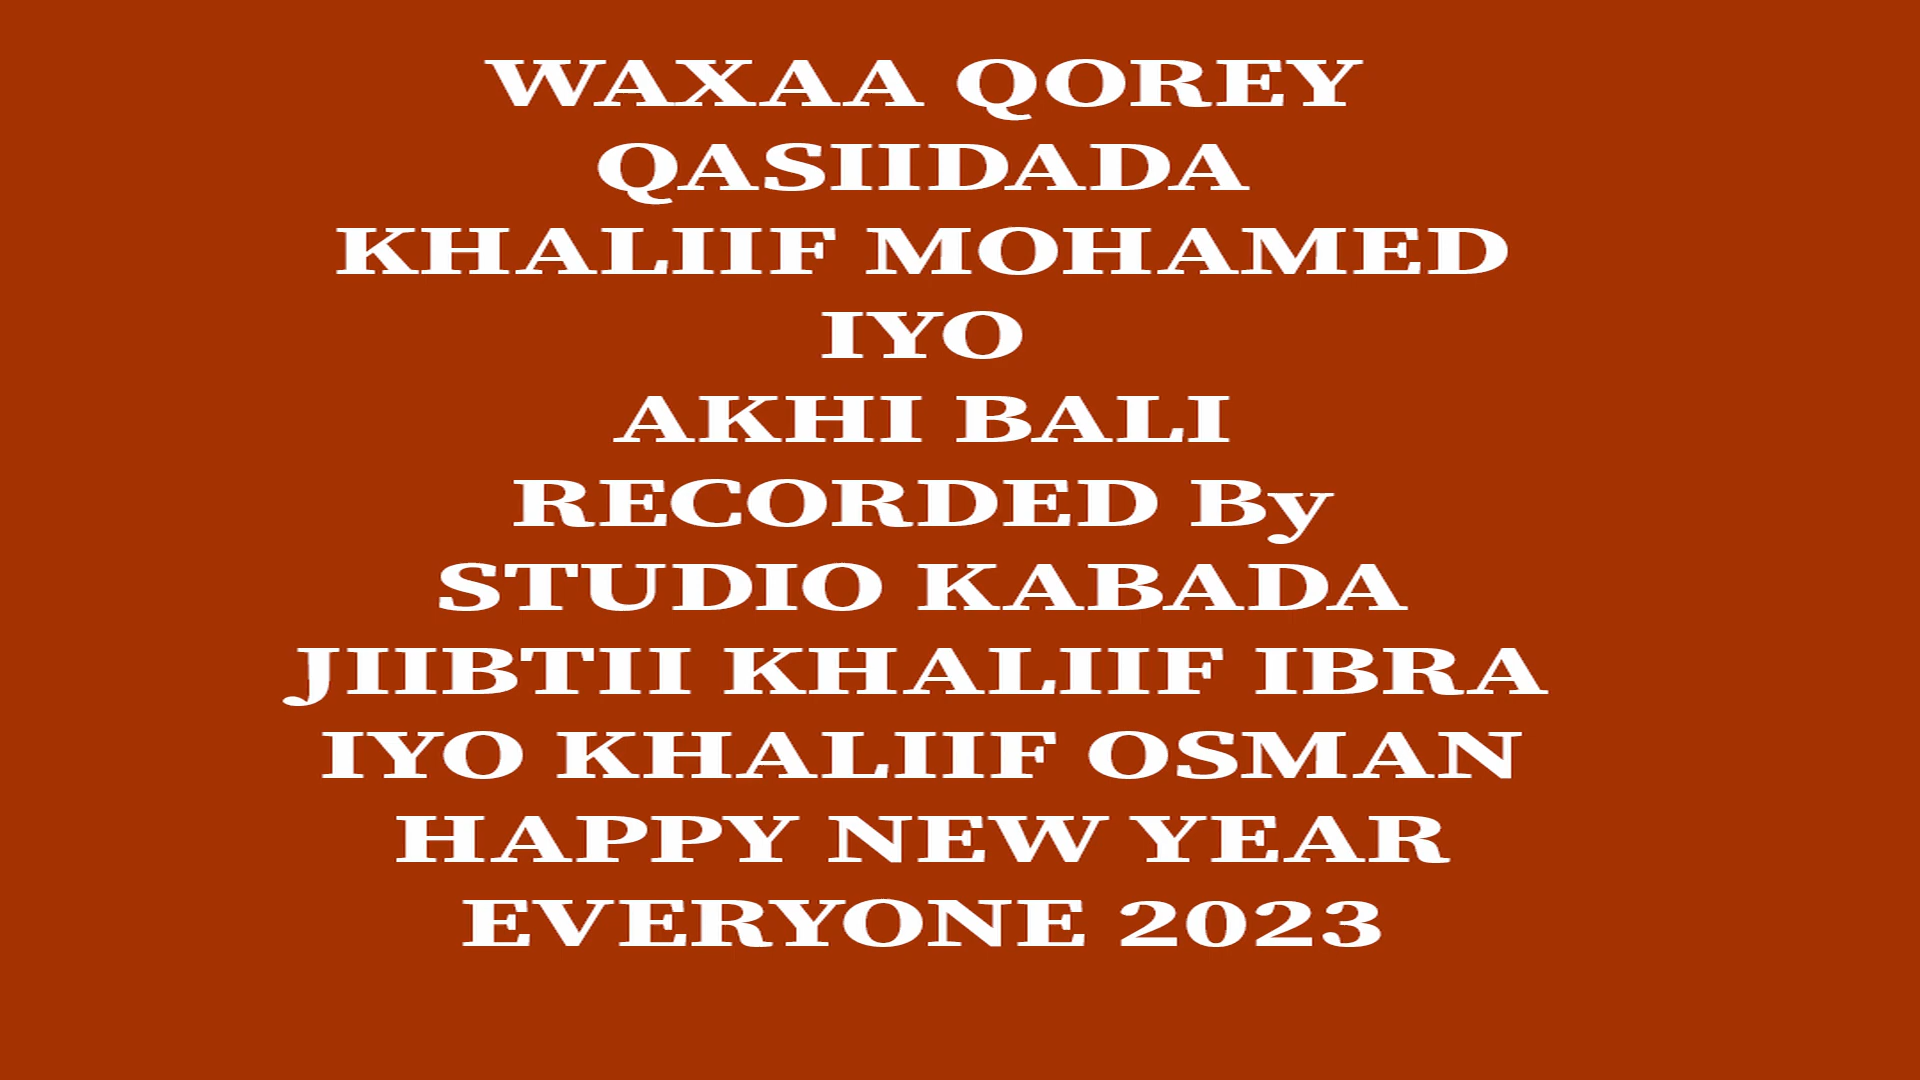 WAXAA QOREY
QASIIDADA
KHALIIF MOHAMED
IYO
AKHI BALI
RECORDED By
STUDIO KABADA
JIIBTII KHALIIF IBRA
IYO KHALIIF OSMAN
HAPPY NEW YEAR
EVERYONE 2023